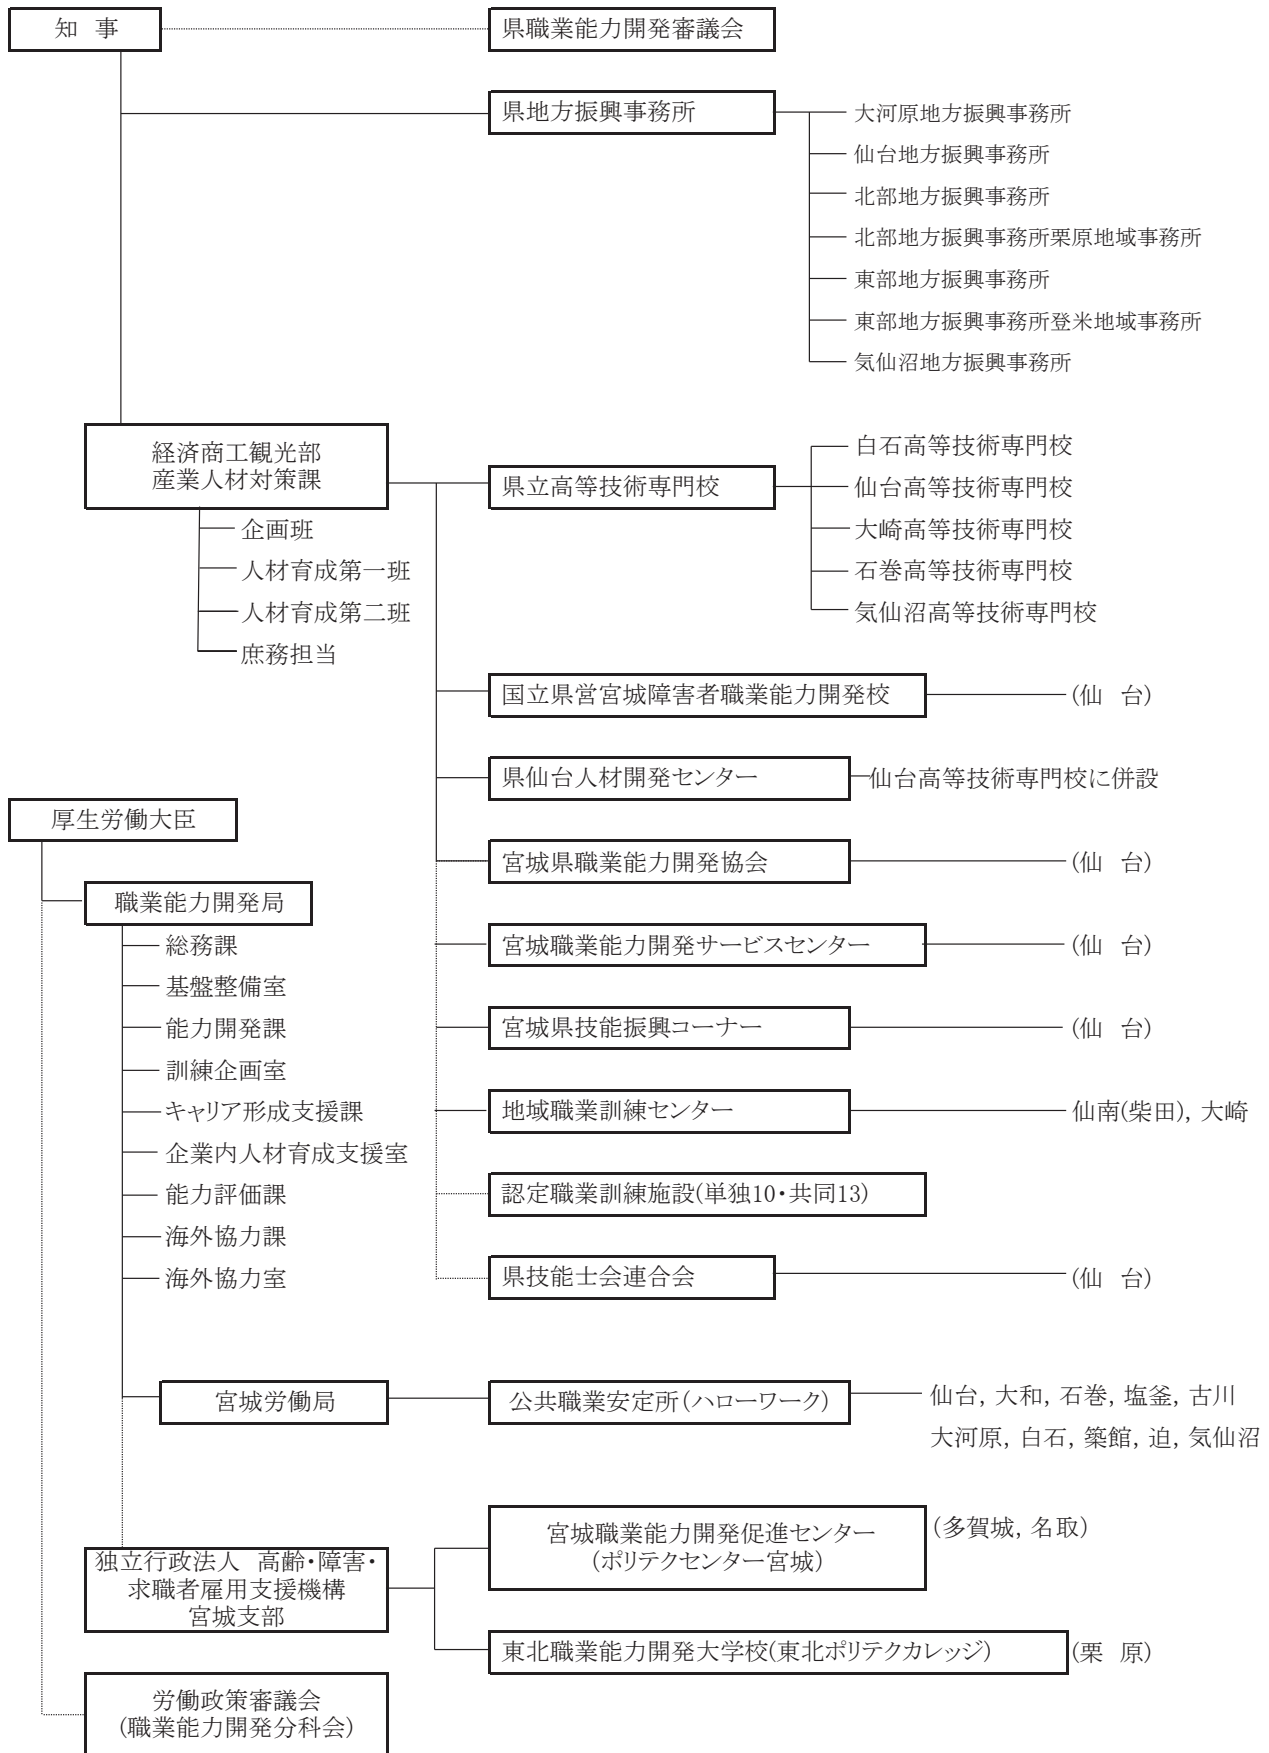 知　事
県職業能力開発審議会
県地方振興事務所
大河原地方振興事務所
仙台地方振興事務所
北部地方振興事務所
北部地方振興事務所栗原地域事務所
東部地方振興事務所
東部地方振興事務所登米地域事務所
気仙沼地方振興事務所
経済商工観光部
産業人材対策課
企画班
人材育成第一班
人材育成第二班
庶務担当
県立高等技術専門校
白石高等技術専門校
仙台高等技術専門校
大崎高等技術専門校
石巻高等技術専門校
気仙沼高等技術専門校
国立県営宮城障害者職業能力開発校
(仙　台)
県仙台人材開発センター
仙台高等技術専門校に併設
宮城県職業能力開発協会
(仙　台)
宮城職業能力開発サービスセンター
(仙　台)
宮城県技能振興コーナー
(仙　台)
地域職業訓練センター
仙南(柴田), 大崎
認定職業訓練施設(単独10・共同13)
県技能士会連合会
(仙　台)
厚生労働大臣
職業能力開発局
総務課
基盤整備室
能力開発課
訓練企画室
キャリア形成支援課
企業内人材育成支援室
能力評価課
海外協力課
海外協力室
宮城労働局
公共職業安定所(ハローワーク)
仙台, 大和, 石巻, 塩釜, 古川
大河原, 白石, 築館, 迫, 気仙沼
独立行政法人　高齢・障害・
求職者雇用支援機構
宮城支部
宮城職業能力開発促進センター
(ポリテクセンター宮城)
(多賀城, 名取)
東北職業能力開発大学校(東北ポリテクカレッジ)
(栗　原)
労働政策審議会
(職業能力開発分科会)